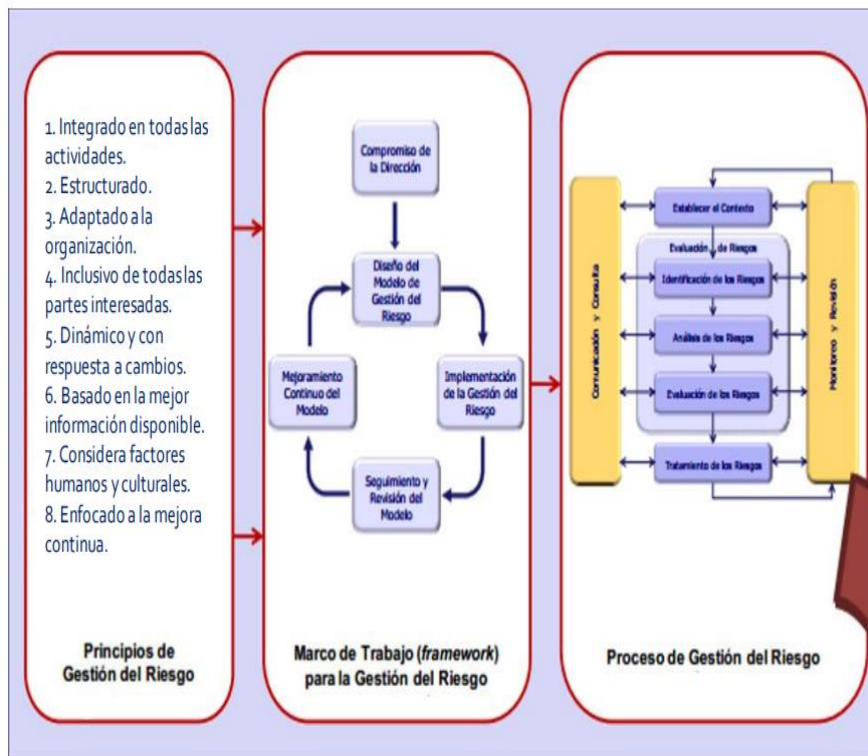 1. Integrado en todas las
actividades.
2. Estructurado.
3. Adaptado a la
organización.
4. Inclusivo de todas las
partes interesadas.
5. Dinámico y con
respuesta a cambios.
6. Basado en la mejor
información disponible.
7. Considera factores
humanos y culturales.
8. Enfocado a la mejora
continua.
Principios de
Gestión del Riesgo
Compromiso de
la Dirección
Diseño del
Modelo de
Gestión del
Riesgo
Mejoramiento
Continuo del
Modelo
Implementación
de la Gestión del
Riesgo
Seguimiento y
Revisión del
Modelo
Marco de Trabajo (framework)
para la Gestión del Riesgo
Comunicación y Consulta
Establecer el Contexto
Evaluación de Riesgos
Identificación de los Riesgos
Análisis de los Riesgos
Evaluación de los Riesgos
Tratamiento de los Riesgos
Monitoreo y Revisión
Proceso de Gestión del Riesgo